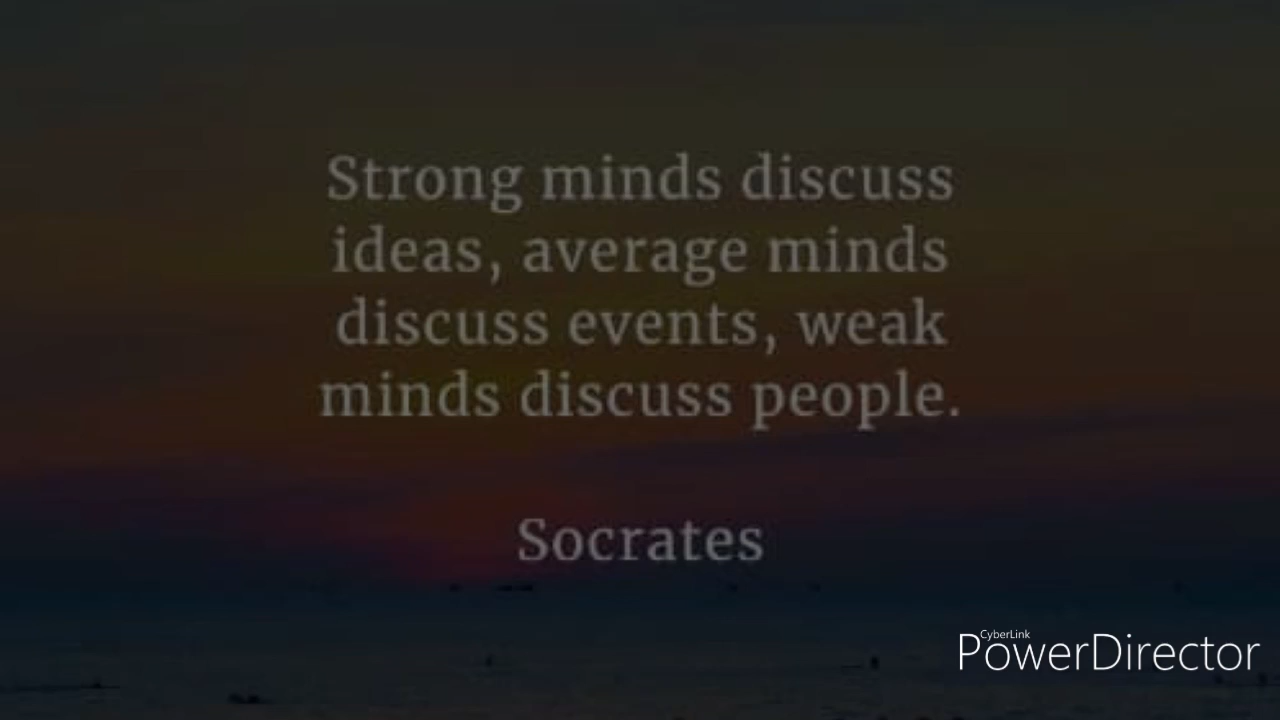 Strong minds discuss
ideas, average minds
discuss events, weak
minds discuss people.
Socrates
CyberLink
PowerDirector